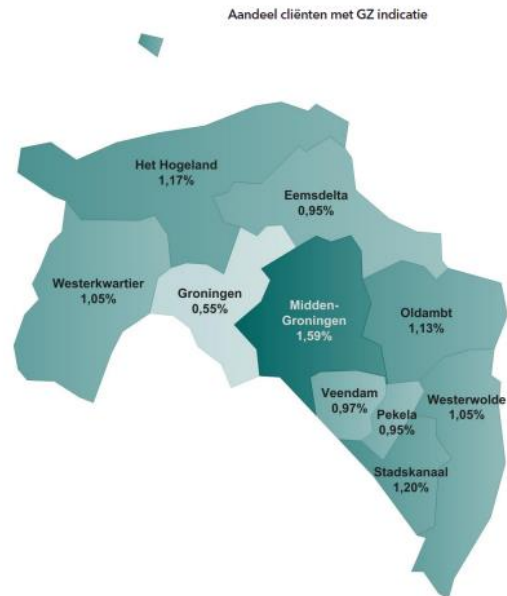 Aandeel cliënten met GZ indicatie
Het Hogeland
1,17%
Eemsdelta
0,95%
Westerkwartier
1,05%
Groningen
0,55%
Midden-
Groningen
1,59%
Oldambt
1,13%
Veendam
0,97%
Pekela
0,95%
Westerwolde
1,05%
Stadskanaal
1,20%